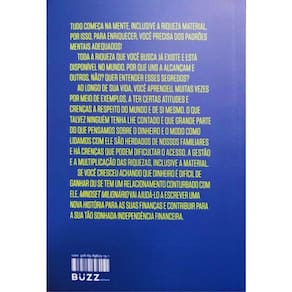 TUDO COMEÇA NA MENTE, INCLUSIVE A RIQUEZA MATERIAL.
POR ISSO, PARA ENRIQUECER, VOCÊ PRECISA DOS PADRÕES
MENTAIS ADEQUADOS!
TODA A RIQUEZA QUE VOCÊ BUSCA JÁ EXISTE E ESTÁ
DISPONÍVEL NO MUNDO, POR QUE UNS A ALCANÇAM E
OUTROS, NÃO? QUER ENTENDER ESSES SEGREDOS?
AO LONGO DE SUA VIDA, VOCÊ APRENDEU, MUITAS VEZES
POR MEIO DE EXEMPLOS, A TER CERTAS ATITUDES E
CRENÇAS A RESPEITO DO MUNDO E DE SI MESMO. O QUE
TALVEZ NINGUÉM TENHA LHE CONTADO É QUE GRANDE PARTE
DO QUE PENSAMOS SOBRE O DINHEIRO E O MODO COMO
LIDAMOS COM ELE SÃO HERDADOS DE NOSSOS FAMILIARES
E HÁ CRENÇAS QUE PODEM DIFICULTAR O ACESSO, A GESTÃO
E A MULTIPLICAÇÃO DAS RIQUEZAS, INCLUSIVE A MATERIAL.
SE VOCÊ CRESCEU ACHANDO QUE DINHEIRO É DIFÍCIL DE
GANHAR OU SE TEM UM RELACIONAMENTO CONTURBADO COM
ELE, MINDSET MILIONÁRIO VAI AJUDÁ-LO A ESCREVER UMA
NOVA HISTÓRIA PARA AS SUAS FINANÇAS E CONTRIBUIR PARA
A SUA TÃO SONHADA INDEPENDÊNCIA FINANCEIRA.
BUZZ